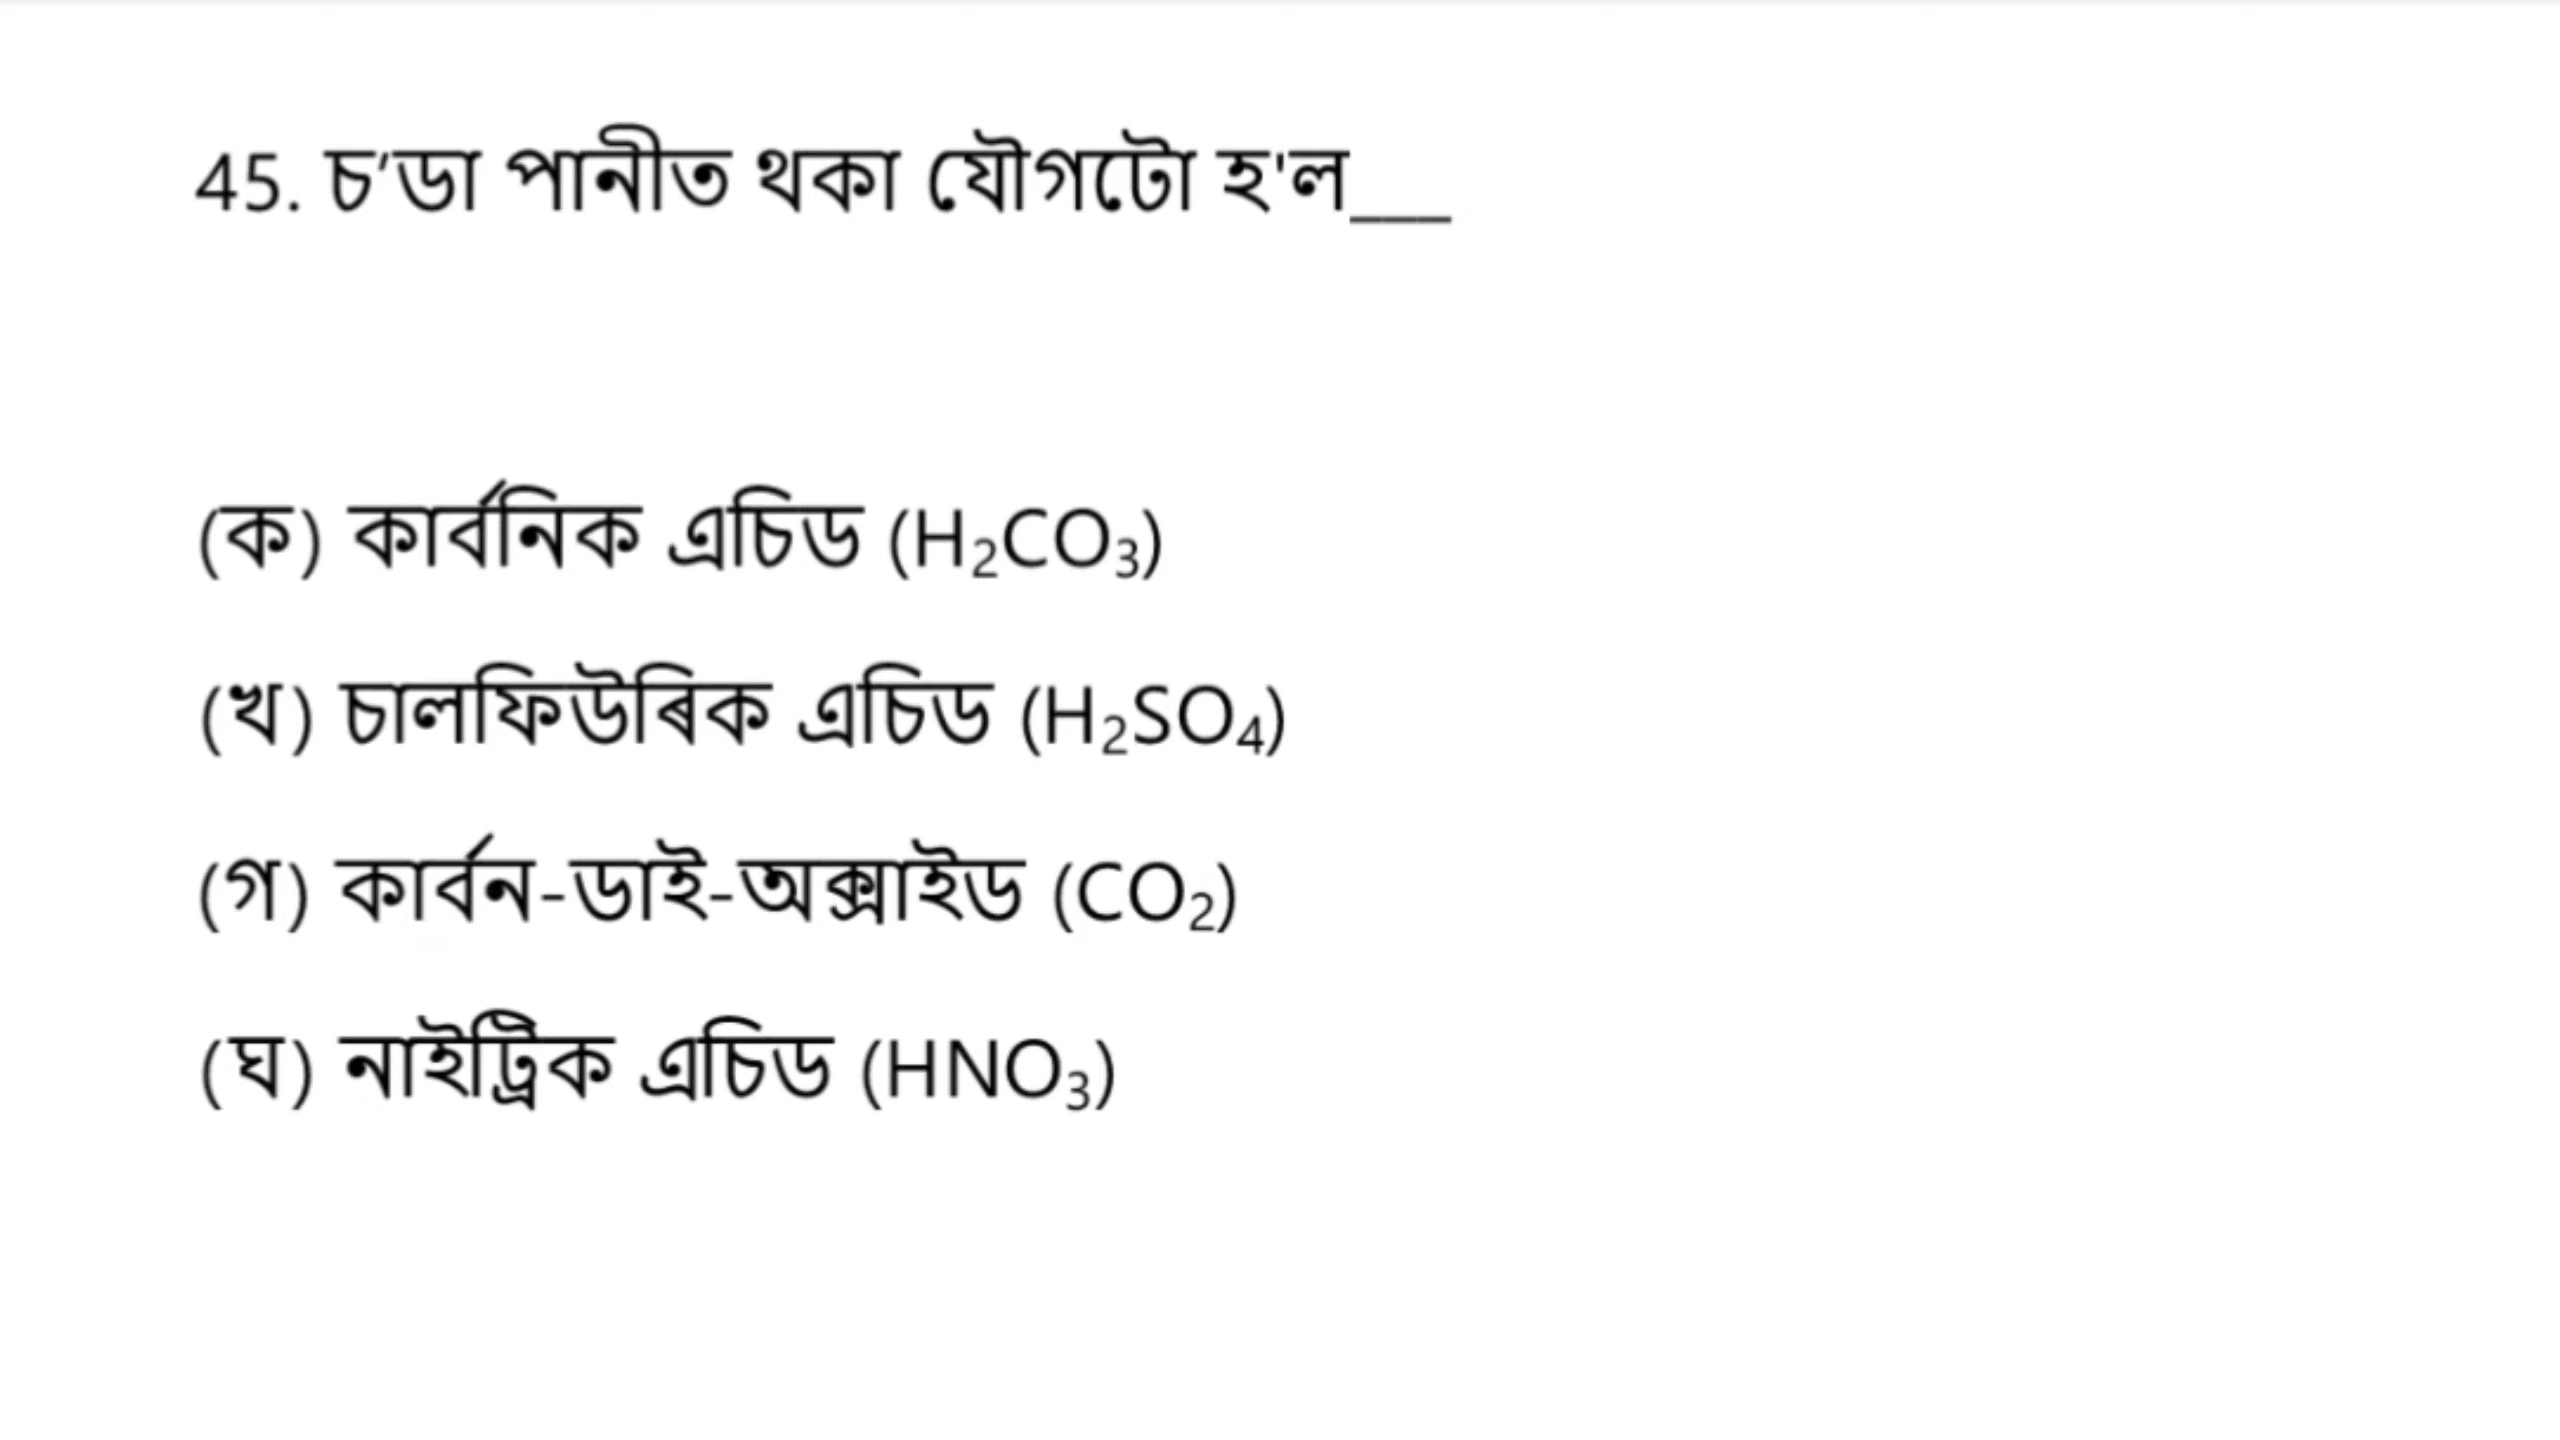 45. চ'ডা পানীত থকা যৌগটো হ'ল___
(ক) কাৰ্বনিক এচিড (H₂CO₃)
(খ) চালফিউৰিক এচিড (H₂SO₄)
(গ) কাৰ্বন-ডাই-অক্সাইড (CO₂)
(ঘ) নাইট্ৰিক এচিড (HNO₃)